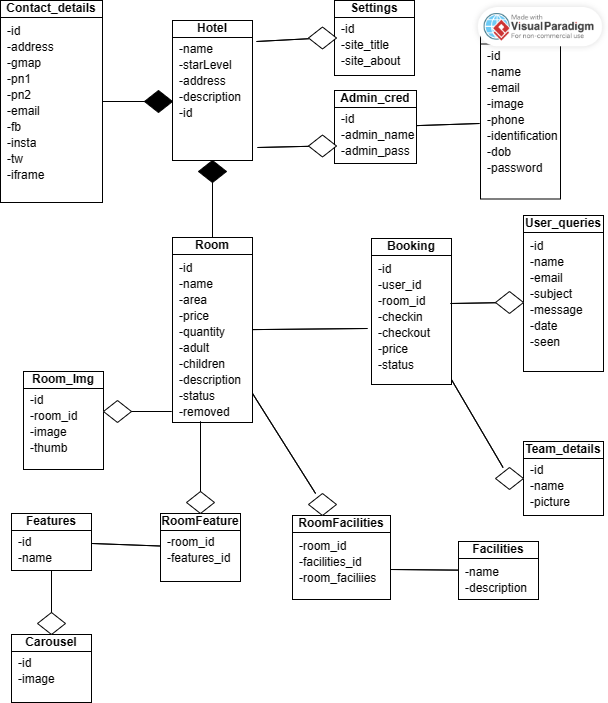 Contact_details
-id
-address
-gmap
-pn1
-pn2
-email
-fb
-insta
-tw
-iframe
Hotel
-name
-starLevel
-address
-description
-id
Settings
-id
-site_title
-site_about
Made with
VisualParadigm
For non-commercial use
Admin_cred
-id
-admin_name
-admin_pass
-id
-name
-email
-image
-phone
-identification
-dob
-password
Room
-id
-name
-area
-price
-quantity
-adult
-children
-description
-status
-removed
Booking
-id
-user_id
-room_id
-checkin
-checkout
-price
-status
User_queries
-id
-name
-email
-subject
-message
-date
-seen
Room_Img
-id
-room_id
-image
-thumb
Team_details
-id
-name
-picture
Features
-id
-name
RoomFeature
-room_id
-features_id
RoomFacilities
-room_id
-facilities_id
-room_faciliies
Facilities
-name
-description
Carousel
-id
-image